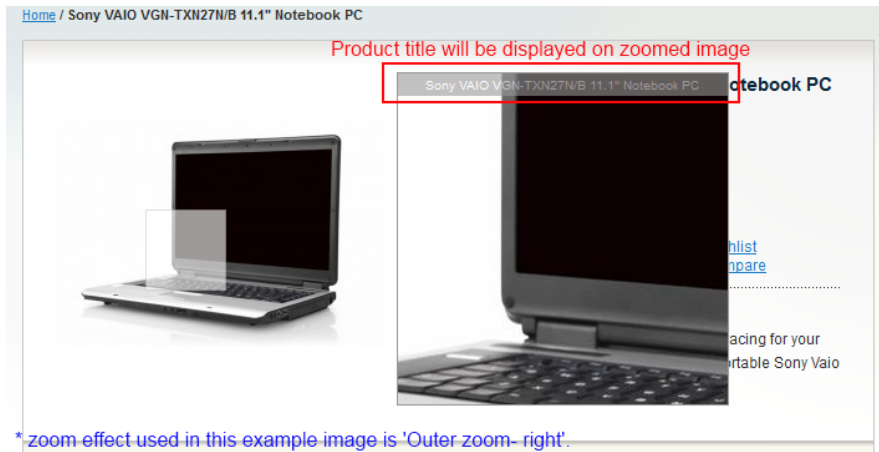 Home / Sony VAIO VGN-TXN27N/B 11.1" Notebook PC
Product title will be displayed on zoomed image
Sony VAIO VGN-TXN27N/B 11.1" Notebook PC
otebook PC
hlist
npare
acing for your
rtable Sony Vaio
* zoom effect used in this example image is 'Outer zoom- right'.